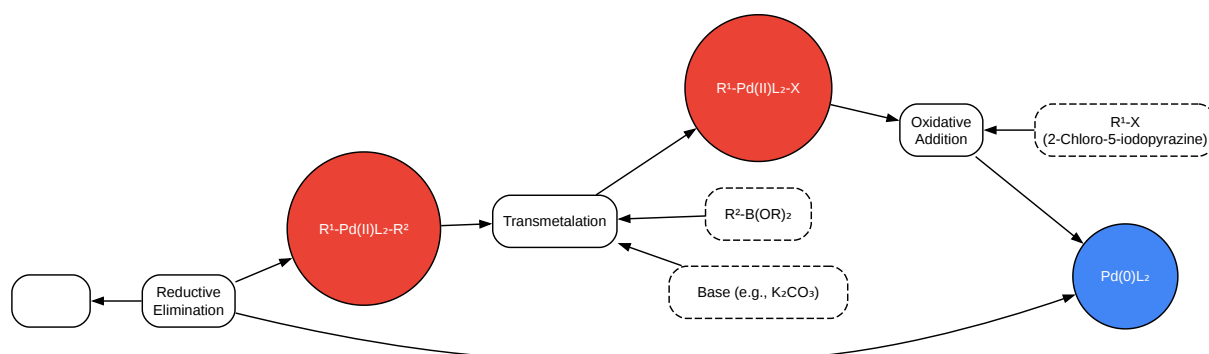 R¹-Pd(II)L₂-X
Oxidative
Addition
R¹-X
(2-Chloro-5-iodopyrazine)
R¹-Pd(II)L₂-R²
Transmetalation
R²-B(OR)₂
Base (e.g., K₂CO₃)
Pd(0)L₂
Reductive
Elimination